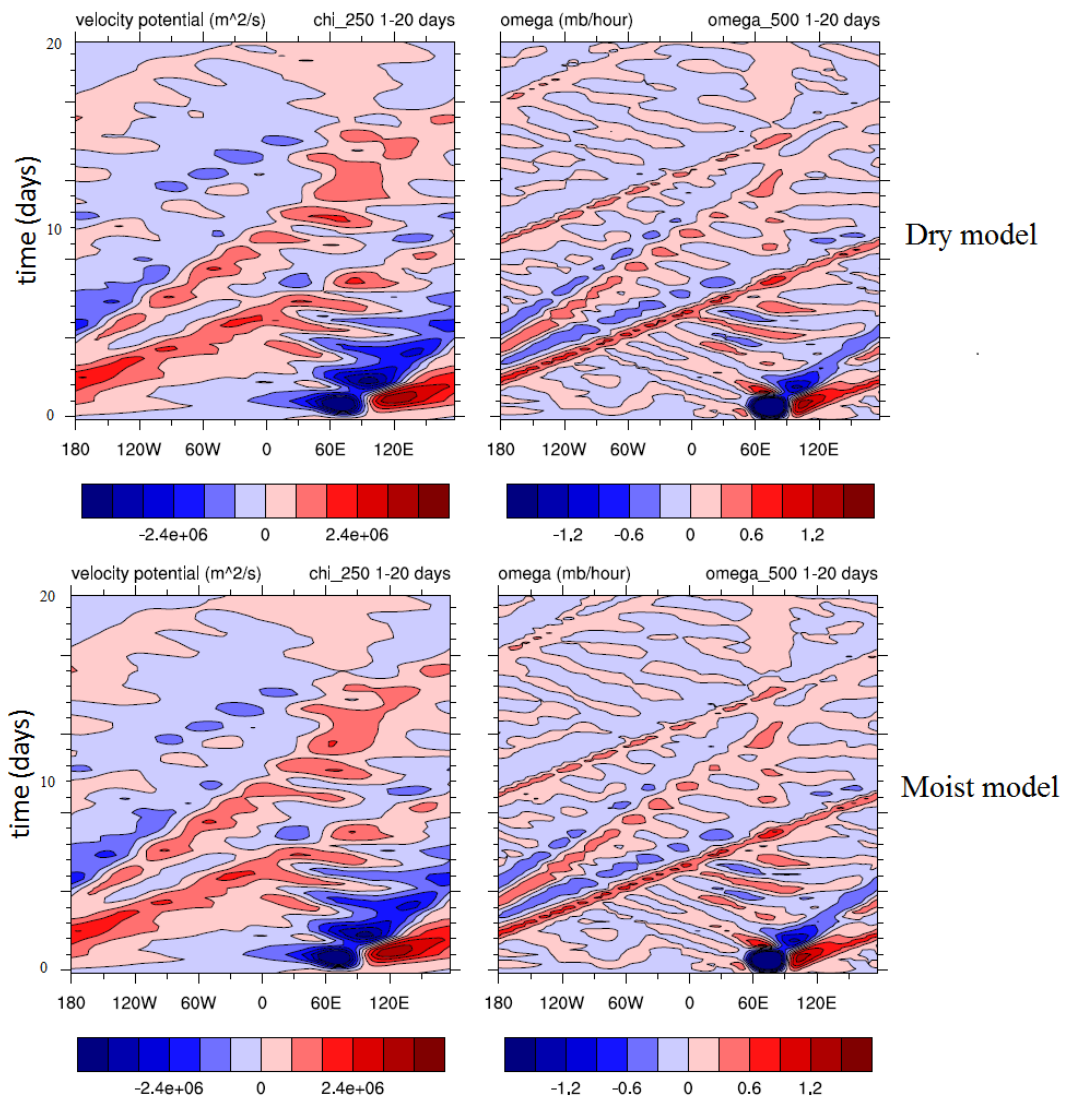 velocity potential (m^2/s) chi_250 1-20 days
omega (mb/hour) omega_500 1-20 days
20
10
0
time (days)
180 120W 60W 0 60E 120E
180 120W 60W 0 60E 120E
-2.4e+06 0 2.4e+06
-1.2 -0.6 0 0.6 1.2
Dry model
velocity potential (m^2/s) chi_250 1-20 days
omega (mb/hour) omega_500 1-20 days
20
10
0
time (days)
180 120W 60W 0 60E 120E
180 120W 60W 0 60E 120E
-2.4e+06 0 2.4e+06
-1.2 -0.6 0 0.6 1.2
Moist model